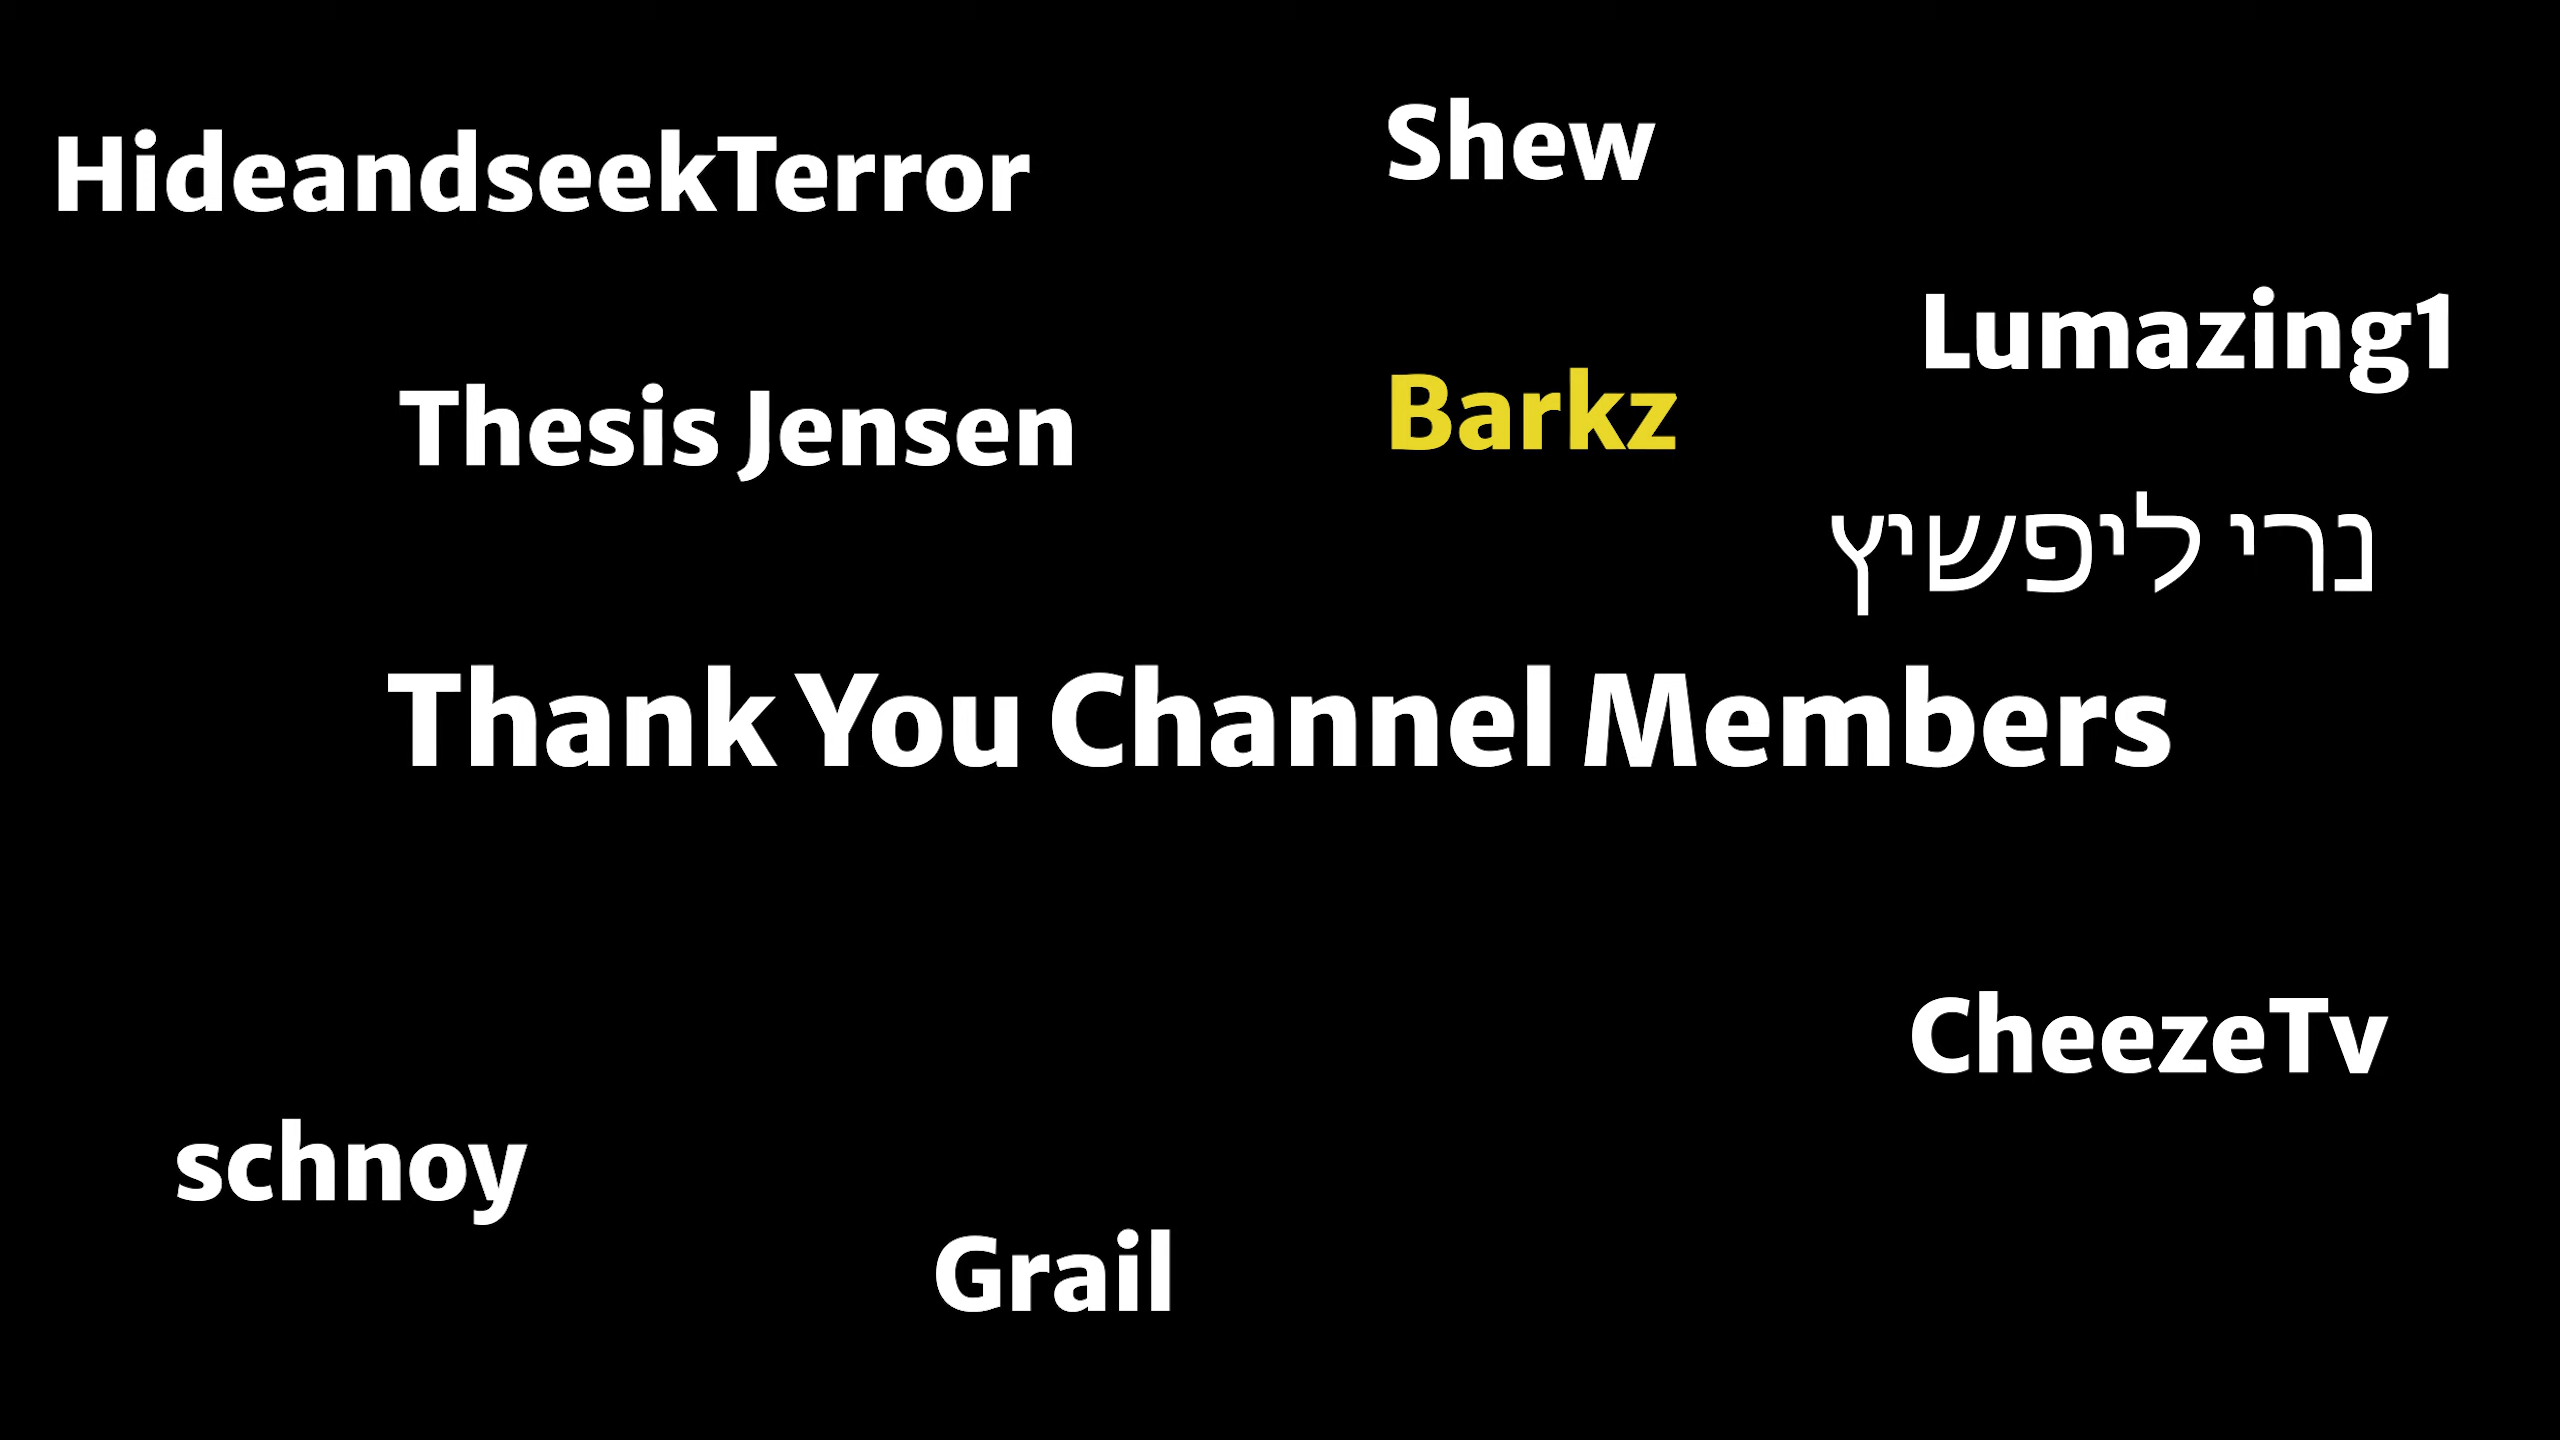 HideandseekTerror
Shew
Lumazing1
Thesis Jensen
Barkz
נרי ליפשיץ
Thank You Channel Members
CheezeTv
schnoy
Grail